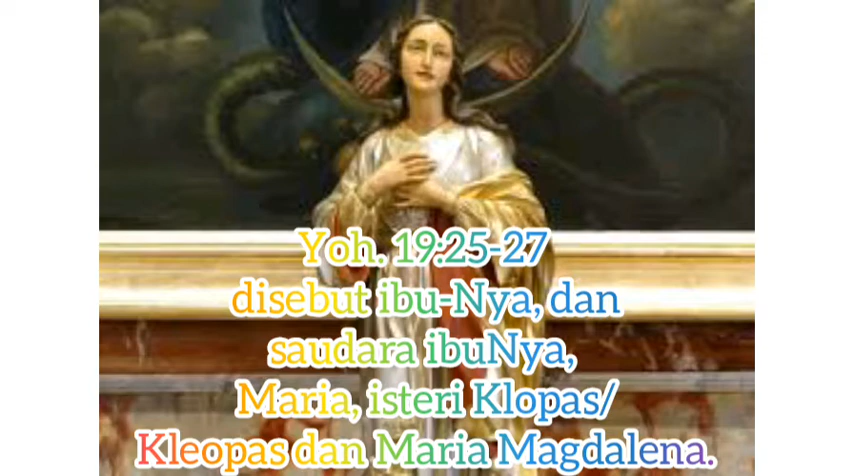 Yoh. 19:25-27
disebut ibu-Nya, dan
saudara ibuNya,
Maria, isteri Klopas/
Kleopas dan Maria Magdalena.